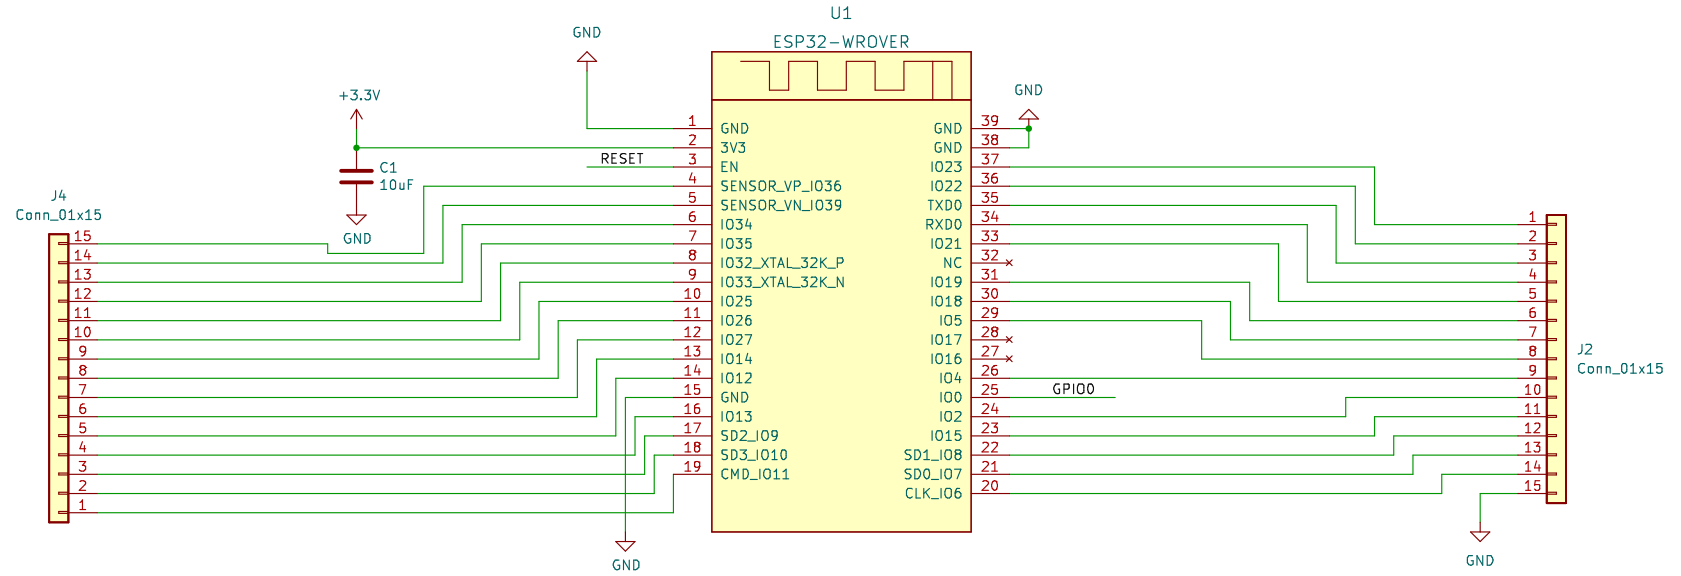 U1
ESP32-WROVER
GND
+3.3V
C1
10uF
GND
RESET
GND
J4
Conn_01x15
15
14
13
12
11
10
9
8
7
6
5
4
3
2
1
1 GND
2 3V3
3 EN
4 SENSOR_VP_IO36
5 SENSOR_VN_IO39
6 IO34
7 IO35
8 IO32_XTAL_32K_P
9 IO33_XTAL_32K_N
10 IO25
11 IO26
12 IO27
13 IO14
14 IO12
15 GND
16 IO13
17 SD2_IO9
18 SD3_IO10
19 CMD_IO11
GND 39
GND 38
IO23 37
IO22 36
TXD0 35
RXD0 34
IO21 33
NC 32
IO19 31
IO18 30
IO5 29
IO17 28
IO16 27
IO4 26
IO0 25
IO2 24
IO15 23
SD1_IO8 22
SD0_IO7 21
CLK_IO6 20
GND
GPIO0
1
2
3
4
5
6
7
8
9
10
11
12
13
14
15
J2
Conn_01x15
GND
GND